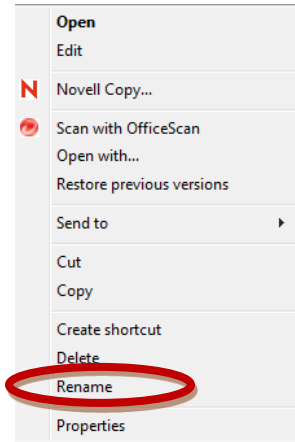 Open
Edit
Novell Copy...
Scan with OfficeScan
Open with...
Restore previous versions
Send to
Cut
Copy
Create shortcut
Delete
Rename
Properties